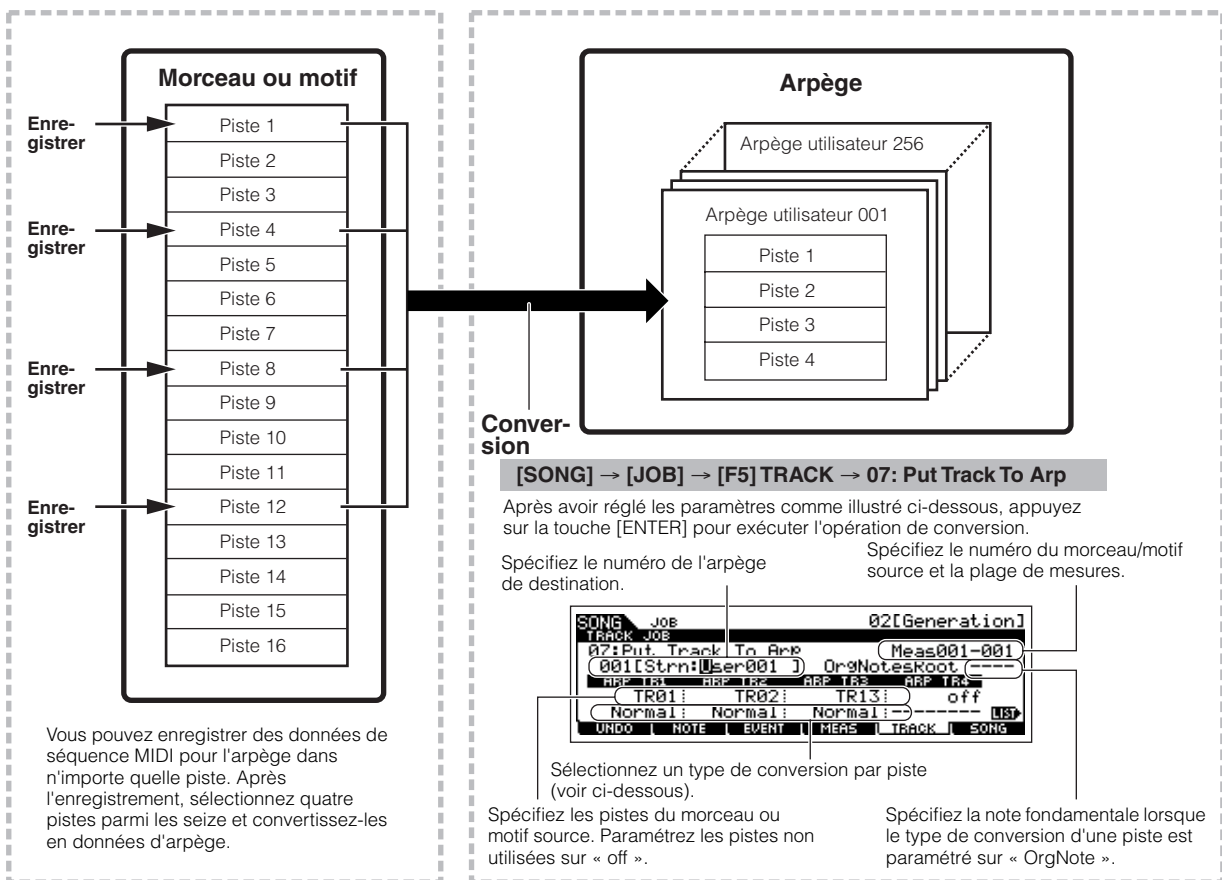 Morceau ou motif
Enre-
gistrer
Piste 1
Piste 2
Piste 3
Enre-
gistrer
Piste 4
Piste 5
Piste 6
Piste 7
Enre-
gistrer
Piste 8
Piste 9
Piste 10
Piste 11
Enre-
gistrer
Piste 12
Piste 13
Piste 14
Piste 15
Piste 16
Vous pouvez enregistrer des données de
séquence MIDI pour l'arpège dans
n'importe quelle piste. Après
l'enregistrement, sélectionnez quatre
pistes parmi les seize et convertissez-les
en données d'arpège.
Arpège
Arpège utilisateur 256
Arpège utilisateur 001
Piste 1
Piste 2
Piste 3
Piste 4
Conver-
sion
[SONG] → [JOB] → [F5] TRACK → 07: Put Track To Arp
Après avoir réglé les paramètres comme illustré ci-dessous, appuyez
sur la touche [ENTER] pour exécuter l'opération de conversion.
Spécifiez le numéro de l'arpège
de destination.
Spécifiez le numéro du morceau/motif
source et la plage de mesures.
SONG JOB 02[Generation]
TRACK JOB
07:Put Track To Arp Meas001-001
001[Strn:User001 ] OrgNotesRoot ----
ARP TR1 ARP TR2 ARP TR3 ARP TR4
TR01 TR02 TR13 off
Normal Normal Normal ------- LIST
UNDO NOTE EVENT MEAS TRACK SONG
Sélectionnez un type de conversion par piste
(voir ci-dessous).
Spécifiez les pistes du morceau ou
motif source. Paramétrez les pistes non
utilisées sur « off ».
Spécifiez la note fondamentale lorsque
le type de conversion d'une piste est
paramétré sur « OrgNote ».